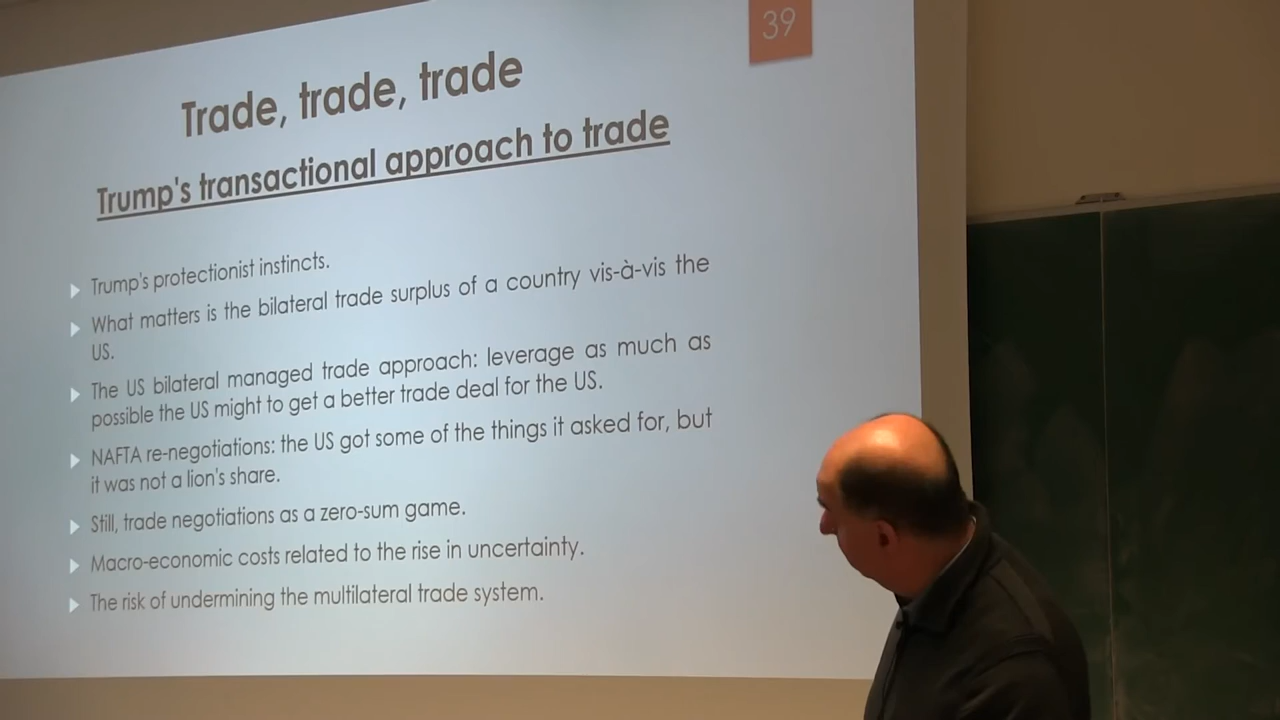 39
Trade, trade, trade
Trump's transactional approach to trade
Trump's protectionist instincts.
What matters is the bilateral trade surplus of a country vis-à-vis the
US.
The US bilateral managed trade approach: leverage as much as
possible the US might to get a better trade deal for the US.
NAFTA re-negotiations: the US got some of the things it asked for, but
it was not a lion's share.
Still, trade negotiations as a zero-sum game.
Macro-economic costs related to the rise in uncertainty.
The risk of undermining the multilateral trade system.